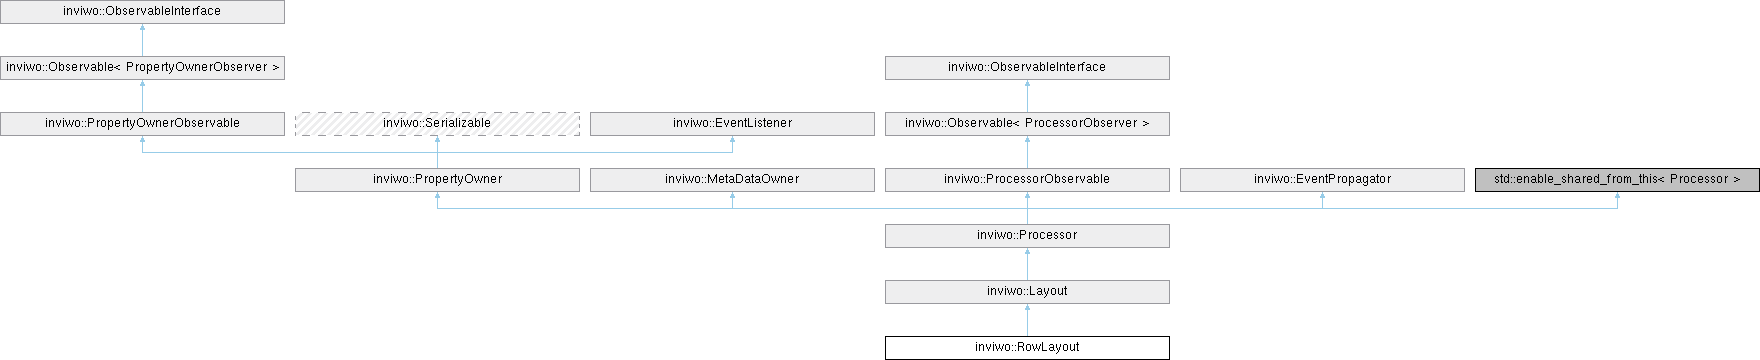 inviwo::ObservableInterface
inviwo::Observable< PropertyOwnerObserver >
inviwo::ObservableInterface
inviwo::PropertyOwnerObservable
inviwo::Serializable
inviwo::EventListener
inviwo::Observable< ProcessorObserver >
inviwo::PropertyOwner
inviwo::MetaDataOwner
inviwo::ProcessorObservable
inviwo::EventPropagator
std::enable_shared_from_this< Processor >
inviwo::Processor
inviwo::Layout
inviwo::RowLayout